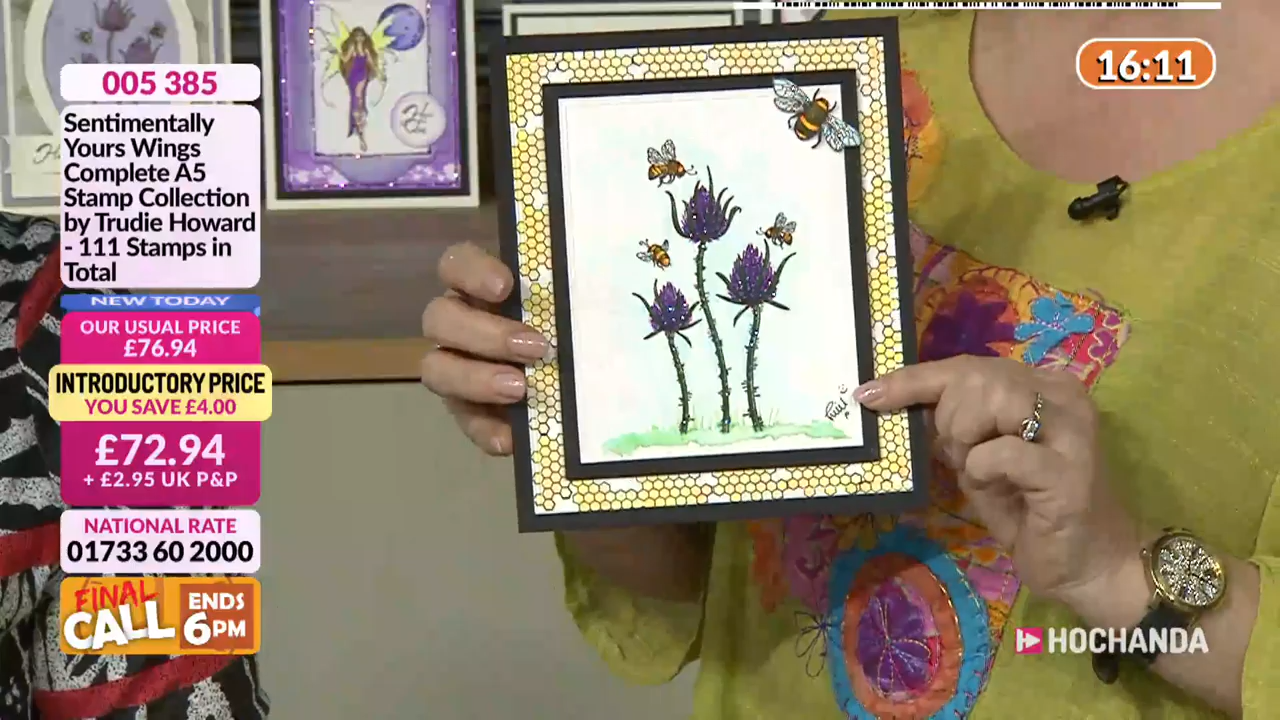 005 385
Sentimentally
Yours Wings
Complete A5
Stamp Collection
by Trudie Howard
- 111 Stamps in
Total
NEW TODAY
OUR USUAL PRICE
£76.94
INTRODUCTORY PRICE
YOU SAVE £4.00
£72.94
+ £2.95 UK P&P
NATIONAL RATE
01733 60 2000
FINAL
CALL
ENDS
6PM
16:11
HOCHANDA